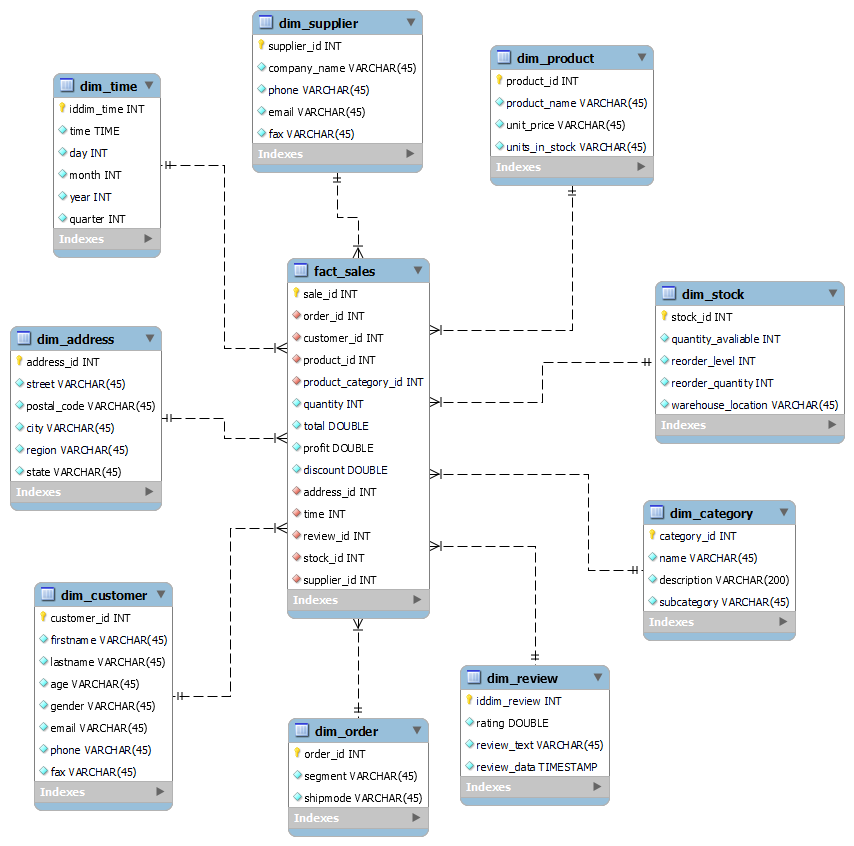 dim_supplier
supplier_id INT
company_name VARCHAR(45)
phone VARCHAR(45)
email VARCHAR(45)
fax VARCHAR(45)
Indexes
dim_product
product_id INT
product_name VARCHAR(45)
unit_price VARCHAR(45)
units_in_stock VARCHAR(45)
Indexes
dim_time
iddim_time INT
time TIME
day INT
month INT
year INT
quarter INT
Indexes
fact_sales
sale_id INT
order_id INT
customer_id INT
product_id INT
product_category_id INT
quantity INT
total DOUBLE
profit DOUBLE
discount DOUBLE
address_id INT
time INT
review_id INT
stock_id INT
supplier_id INT
Indexes
dim_stock
stock_id INT
quantity_avaliable INT
reorder_level INT
reorder_quantity INT
warehouse_location VARCHAR(45)
Indexes
dim_address
address_id INT
street VARCHAR(45)
postal_code VARCHAR(45)
city VARCHAR(45)
region VARCHAR(45)
state VARCHAR(45)
Indexes
dim_category
category_id INT
name VARCHAR(45)
description VARCHAR(200)
subcategory VARCHAR(45)
Indexes
dim_customer
customer_id INT
firstname VARCHAR(45)
lastname VARCHAR(45)
age VARCHAR(45)
gender VARCHAR(45)
email VARCHAR(45)
phone VARCHAR(45)
fax VARCHAR(45)
Indexes
dim_review
iddim_review INT
rating DOUBLE
review_text VARCHAR(45)
review_data TIMESTAMP
Indexes
dim_order
order_id INT
segment VARCHAR(45)
shipmode VARCHAR(45)
Indexes